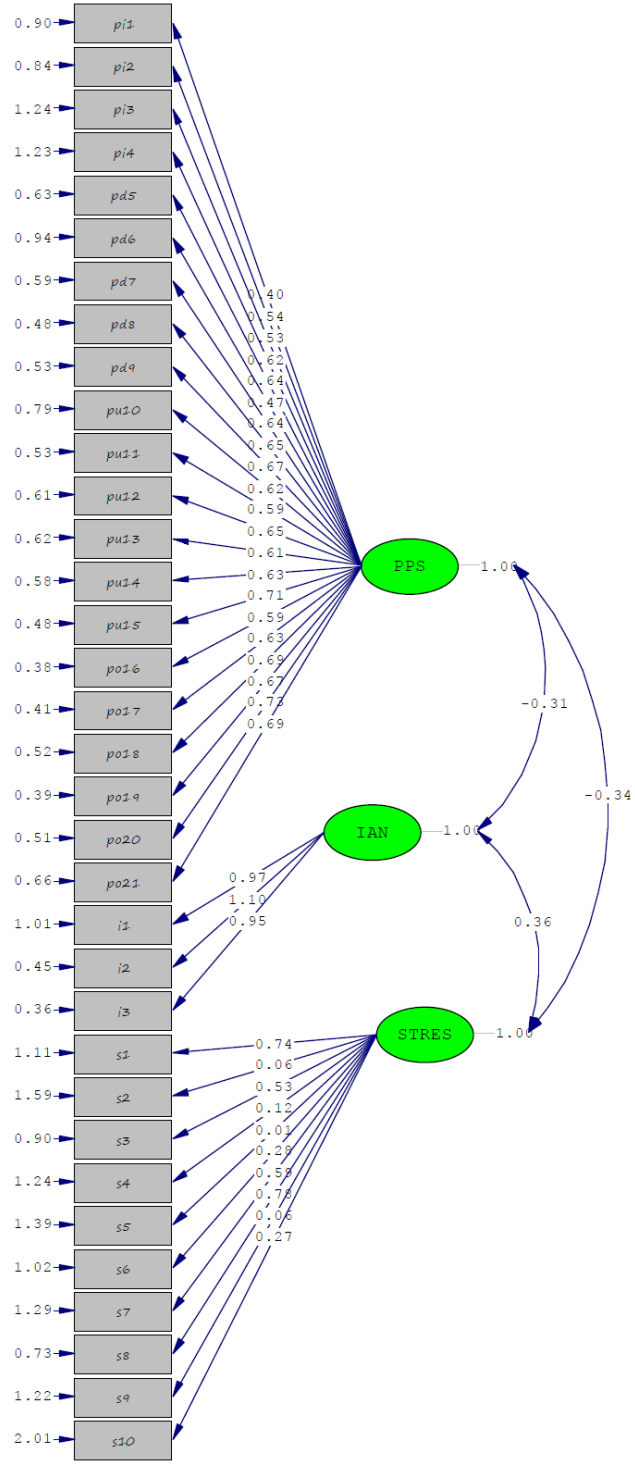 0.90 pi1
0.84 pi2
1.24 pi3
1.23 pi4
0.63 pd5
0.94 pd6
0.59 pd7
0.40
0.48 pd8
0.54
0.53
0.53 pd9
0.62
0.64
0.79 pu10
0.47
0.64
0.53 pu11
0.65
0.67
0.61 pu12
0.62
0.59
0.62 pu13
0.65
0.61
PPS 1.00
0.58 pu14
0.63
0.71
0.48 pu15
0.59
0.63
0.38 po16
0.69
0.67
0.41 po17
0.73
-0.31
0.69
0.52 po18
0.39 po19
-0.34
0.51 po20
IAN 1.00
0.66 po21
0.97
1.10
1.01 i1
0.95
0.36
0.45 i2
0.36 i3
STRES 1.00
0.74
1.11 s1
0.06
0.53
1.59 s2
0.12
0.01
0.90 s3
0.28
0.59
1.24 s4
0.78
0.06
1.39 s5
0.27
1.02 s6
1.29 s7
0.73 s8
1.22 s9
2.01 s10